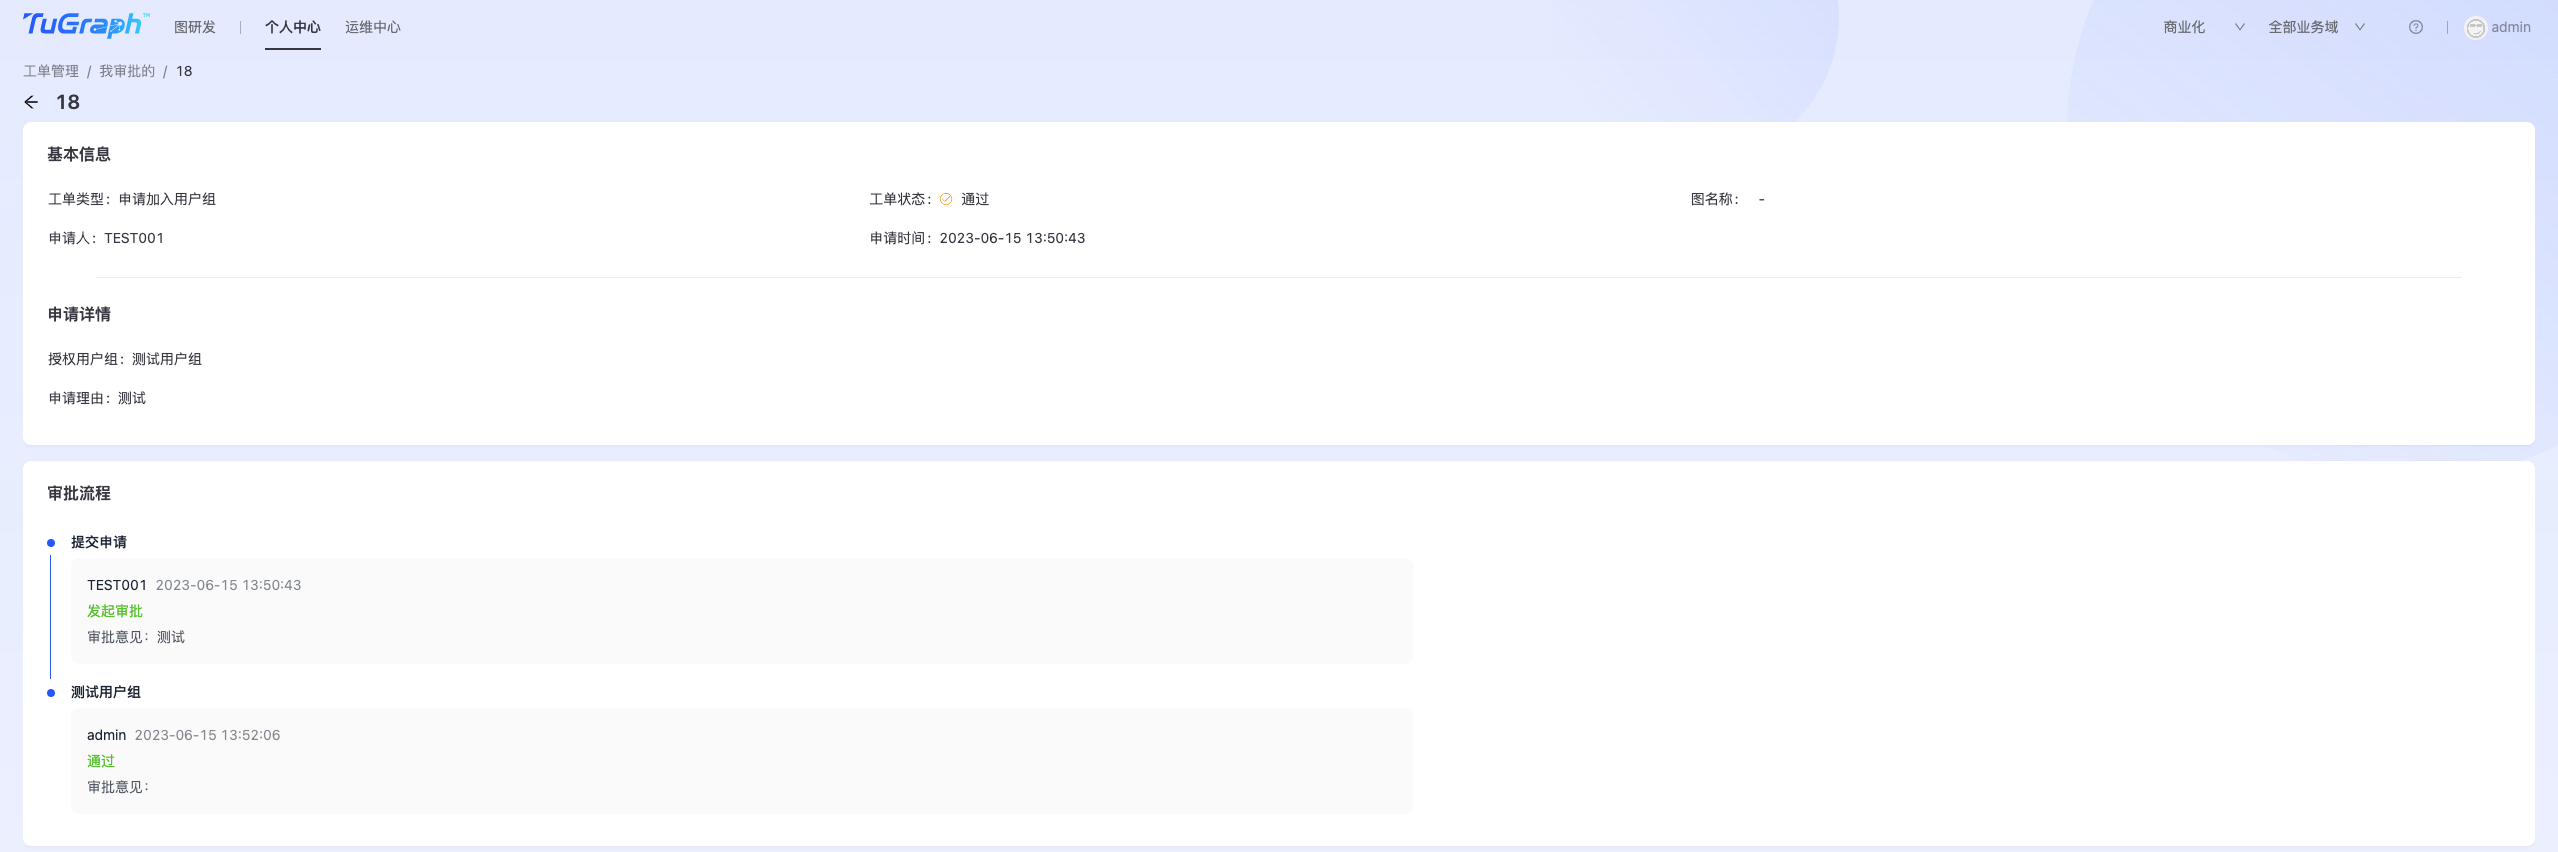 TuGraph™ 图研发 | 个人中心 运维中心 商业化 全部业务域 | admin
工单管理 / 我审批的 / 18
18
基本信息
工单类型：申请加入用户组 工单状态： 通过 图名称： -
申请人：TEST001 申请时间：2023-06-15 13:50:43
申请详情
授权用户组：测试用户组
申请理由：测试
审批流程
提交申请
TEST001 2023-06-15 13:50:43
发起审批
审批意见：测试
测试用户组
admin 2023-06-15 13:52:06
通过
审批意见：